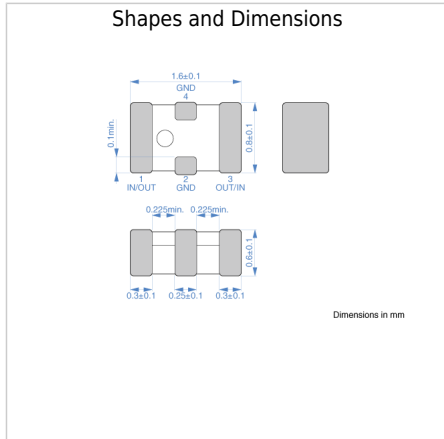 Shapes and Dimensions
1.6±0.1
GND
4
0.1min.
0.8±0.1
1 2 3
IN/OUT GND OUT/IN
0.225min. 0.225min.
0.6±0.1
0.3±0.1 0.25±0.1 0.3±0.1
Dimensions in mm